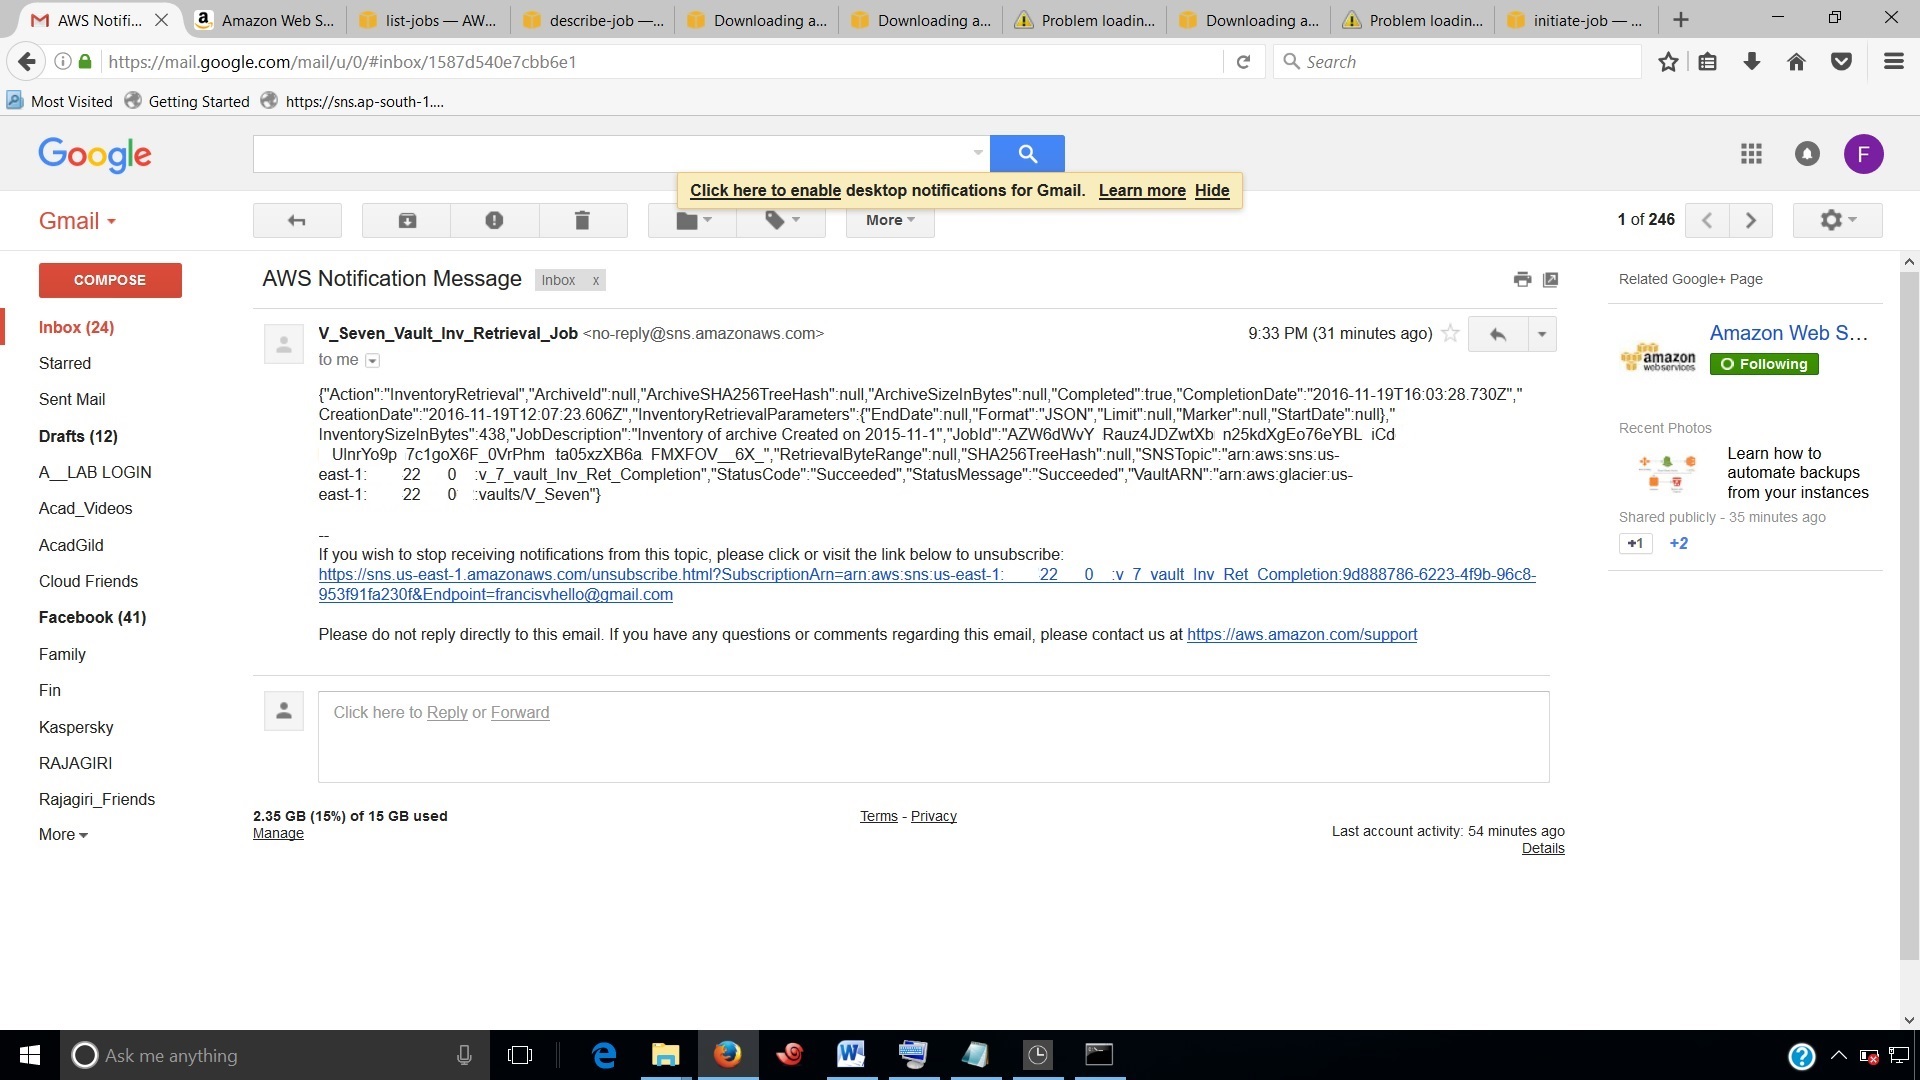 AWS Notifi...
Amazon Web S...
list-jobs — AW...
describe-job —...
Downloading a...
Downloading a...
Problem loadin...
Downloading a...
Problem loadin...
initiate-job — ...
https://mail.google.com/mail/u/0/#inbox/1587d540e7cbb6e1
Search
Most Visited
Getting Started
https://sns.ap-south-1....
Google
F
Click here to enable desktop notifications for Gmail. Learn more Hide
Gmail
More
1 of 246
COMPOSE
AWS Notification Message
Inbox x
Related Google+ Page
Inbox (24)
Starred
Sent Mail
Drafts (12)
A__LAB LOGIN
Acad_Videos
AcadGild
Cloud Friends
Facebook (41)
Family
Fin
Kaspersky
RAJAGIRI
Rajagiri_Friends
More
V_Seven_Vault_Inv_Retrieval_Job <no-reply@sns.amazonaws.com>
9:33 PM (31 minutes ago)
to me
{"Action":"InventoryRetrieval","ArchiveId":null,"ArchiveSHA256TreeHash":null,"ArchiveSizeInBytes":null,"Completed":true,"CompletionDate":"2016-11-19T16:03:28.730Z","
CreationDate":"2016-11-19T12:07:23.606Z","InventoryRetrievalParameters":{"EndDate":null,"Format":"JSON","Limit":null,"Marker":null,"StartDate":null},"
InventorySizeInBytes":438,"JobDescription":"Inventory of archive Created on 2015-11-1","JobId":"AZW6dWvY Rauz4JDZwtXb n25kdXgEo76eYBL iCd
UlnrYo9p 7c1goX6F_0VrPhm ta05xzXB6a FMXFOV__6X_","RetrievalByteRange":null,"SHA256TreeHash":null,"SNSTopic":"arn:aws:sns:us-
east-1: 22 0 :v_7_vault_Inv_Ret_Completion","StatusCode":"Succeeded","StatusMessage":"Succeeded","VaultARN":"arn:aws:glacier:us-
east-1: 22 0 :vaults/V_Seven"}
--
If you wish to stop receiving notifications from this topic, please click or visit the link below to unsubscribe:
https://sns.us-east-1.amazonaws.com/unsubscribe.html?SubscriptionArn=arn:aws:sns:us-east-1: 22 0 :v_7_vault_Inv_Ret_Completion:9d888786-6223-4f9b-96c8-
953f91fa230f&Endpoint=francisvhello@gmail.com
Please do not reply directly to this email. If you have any questions or comments regarding this email, please contact us at https://aws.amazon.com/support
Click here to Reply or Forward
2.35 GB (15%) of 15 GB used
Manage
Terms - Privacy
Last account activity: 54 minutes ago
Details
amazon
webservices
Amazon Web S...
Following
Recent Photos
Learn how to
automate backups
from your instances
Shared publicly - 35 minutes ago
+1
+2
Ask me anything